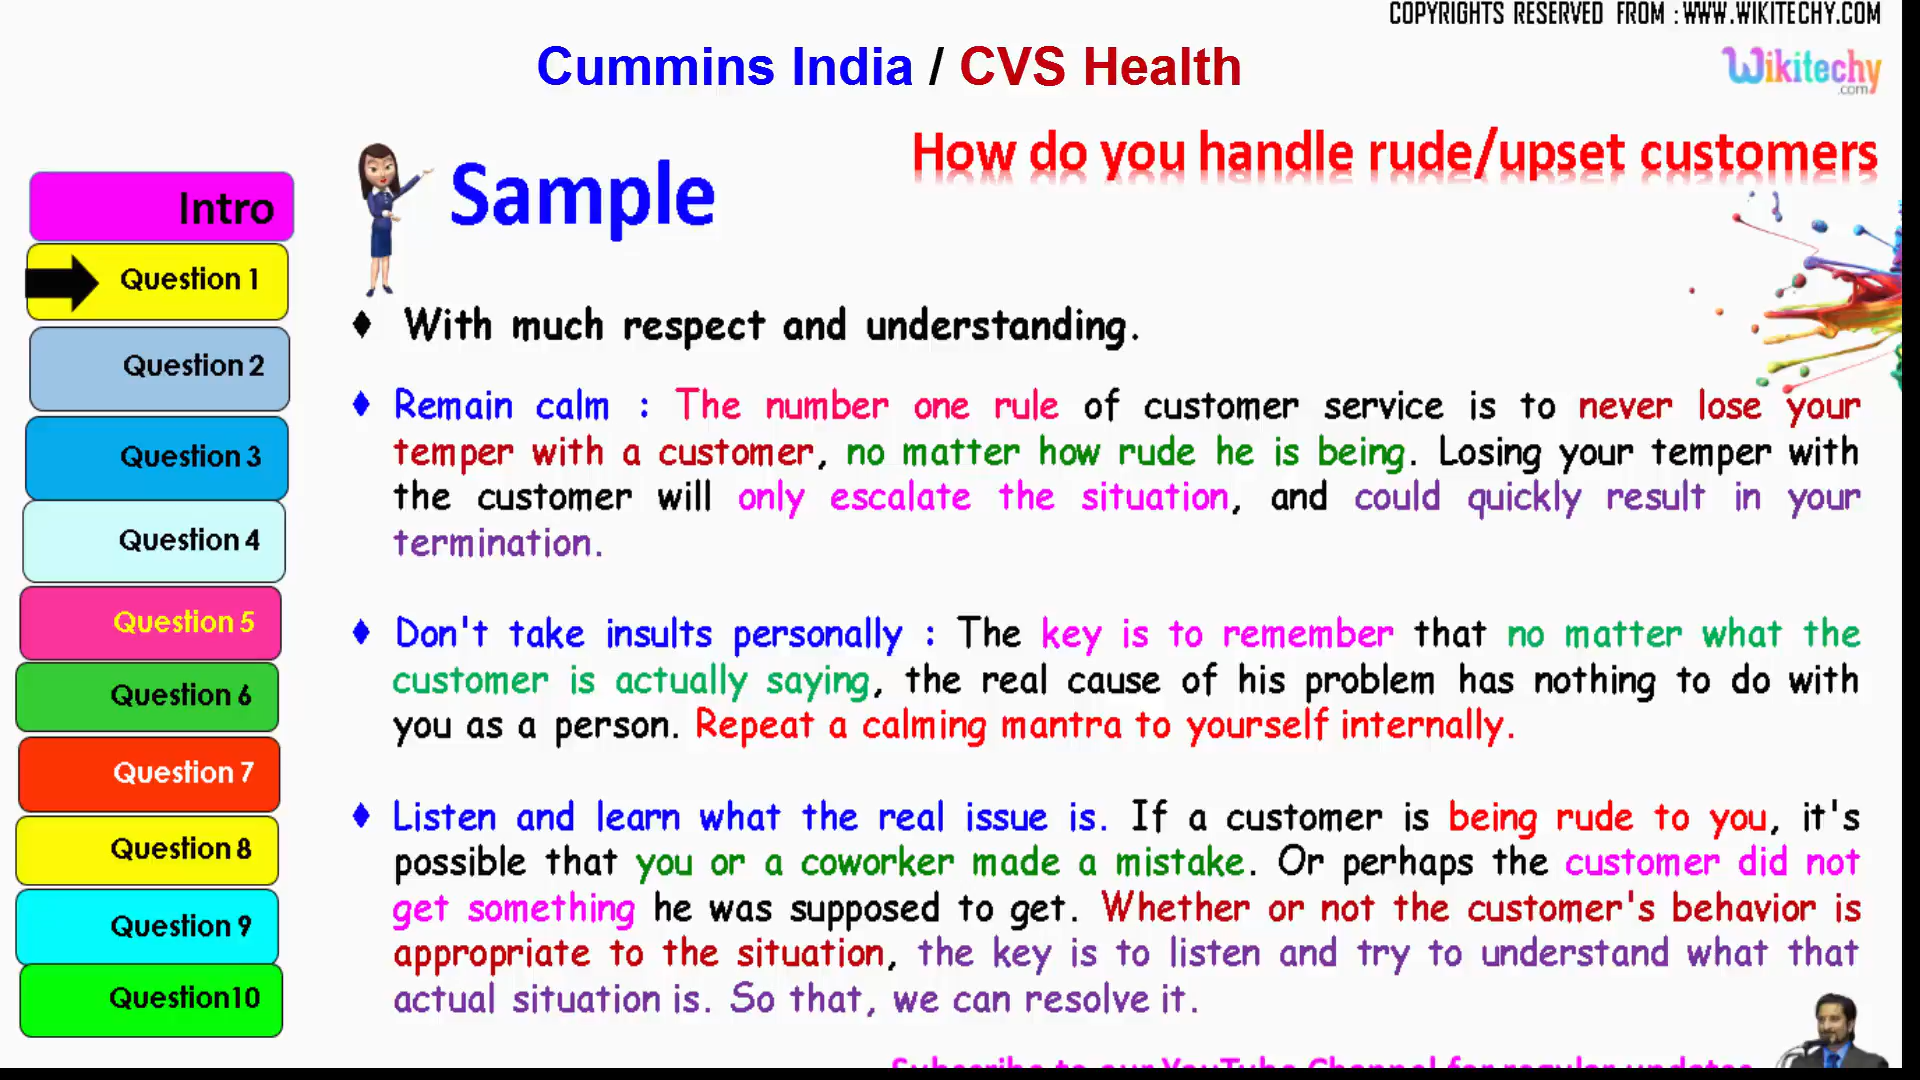 COPYRIGHTS RESERVED FROM : WWW.WIKITECHY.COM
Cummins India / CVS Health
Wikitechy
.com
How do you handle rude/upset customers
Sample
Intro
Question 1
Question 2
Question 3
Question 4
Question 5
Question 6
Question 7
Question 8
Question 9
Question10
♦ With much respect and understanding.
♦ Remain calm : The number one rule of customer service is to never lose your
temper with a customer, no matter how rude he is being. Losing your temper with
the customer will only escalate the situation, and could quickly result in your
termination.
♦ Don't take insults personally : The key is to remember that no matter what the
customer is actually saying, the real cause of his problem has nothing to do with
you as a person. Repeat a calming mantra to yourself internally.
♦ Listen and learn what the real issue is. If a customer is being rude to you, it's
possible that you or a coworker made a mistake. Or perhaps the customer did not
get something he was supposed to get. Whether or not the customer's behavior is
appropriate to the situation, the key is to listen and try to understand what that
actual situation is. So that, we can resolve it.
Subscribe to our YouTube Channel for regular updates